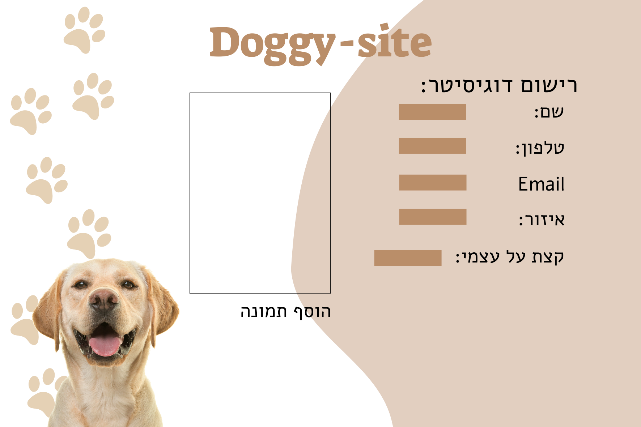 Doggy-site
רישום דוגיסיטר:
שם:
טלפון:
Email
איזור:
קצת על עצמי:
הוסף תמונה